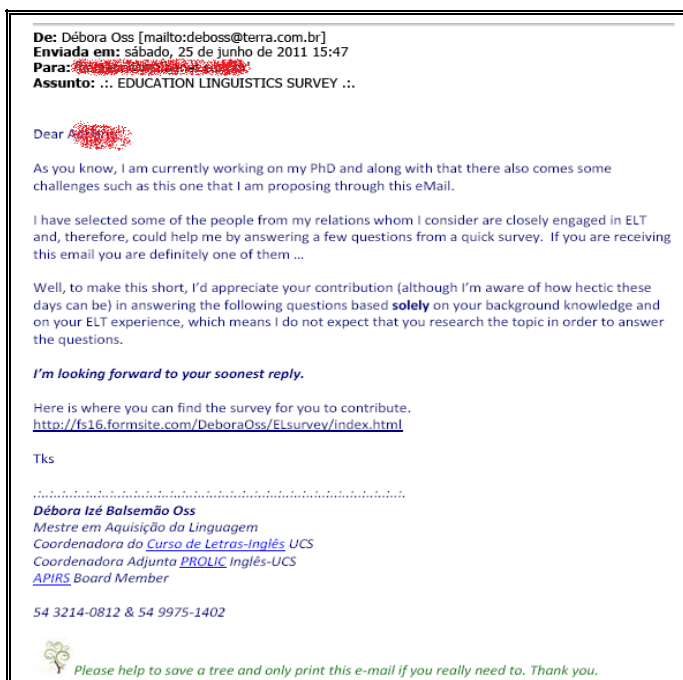 De: Débora Oss [mailto:deboss@terra.com.br]
Enviada em: sábado, 25 de junho de 2011 15:47
Para:
Assunto: .:. EDUCATION LINGUISTICS SURVEY .:.
Dear
As you know, I am currently working on my PhD and along with that there also comes some
challenges such as this one that I am proposing through this eMail.
I have selected some of the people from my relations whom I consider are closely engaged in ELT
and, therefore, could help me by answering a few questions from a quick survey. If you are receiving
this email you are definitely one of them ...
Well, to make this short, I'd appreciate your contribution (although I'm aware of how hectic these
days can be) in answering the following questions based solely on your background knowledge and
on your ELT experience, which means I do not expect that you research the topic in order to answer
the questions.
I'm looking forward to your soonest reply.
Here is where you can find the survey for you to contribute.
http://fs16.formsite.com/DeboraOss/ELsurvey/index.html
Tks
.:.:.:.:.:.:.:.:.:.:.:.:.:.:.:.:.:.:.:.:.:.:.:.:.:.:.:.:.:.:.:.
Débora Izé Balsemão Oss
Mestre em Aquisição da Linguagem
Coordenadora do Curso de Letras-Inglês UCS
Coordenadora Adjunta PROLIC Inglês-UCS
APIRS Board Member
54 3214-0812 & 54 9975-1402
Please help to save a tree and only print this e-mail if you really need to. Thank you.